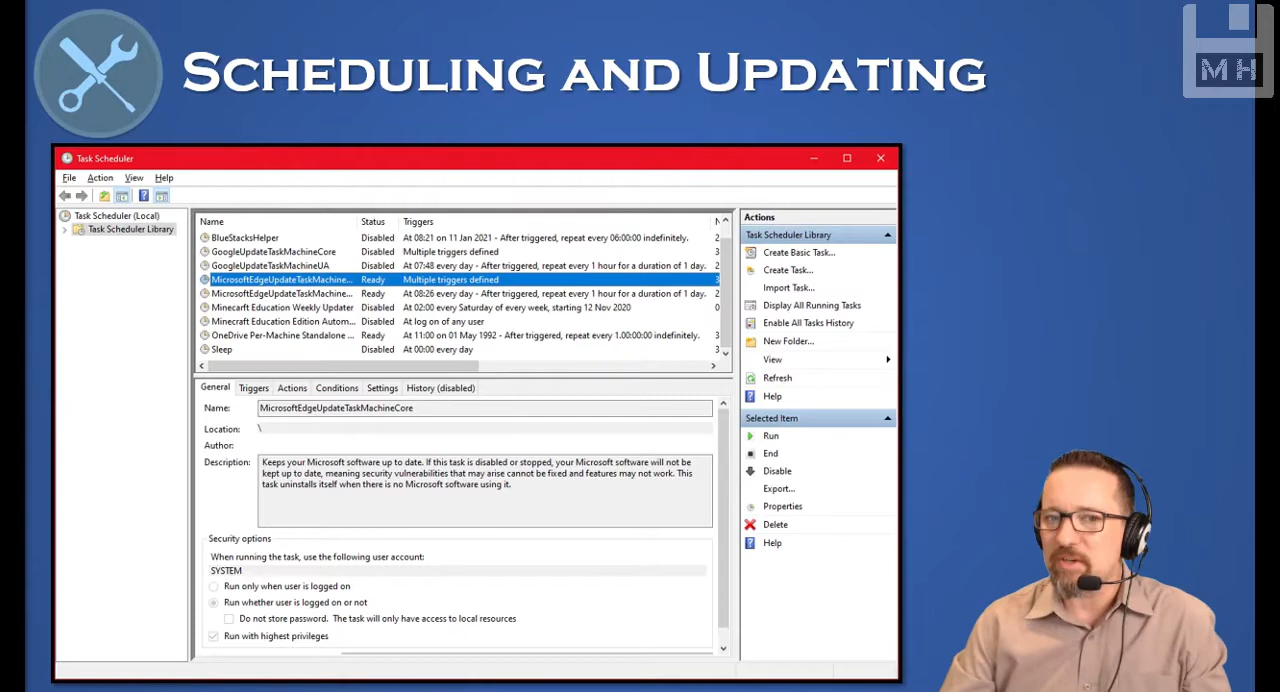 SCHEDULING AND UPDATING
MH
Task Scheduler
File Action View Help
Task Scheduler (Local)
Task Scheduler Library
Name Status Triggers N
BlueStacksHelper Disabled At 08:21 on 11 Jan 2021 - After triggered, repeat every 06:00:00 indefinitely. 2
GoogleUpdateTaskMachineCore Disabled Multiple triggers defined 3
GoogleUpdateTaskMachineUA Disabled At 07:48 every day - After triggered, repeat every 1 hour for a duration of 1 day. 2
MicrosoftEdgeUpdateTaskMachine... Ready Multiple triggers defined 3
MicrosoftEdgeUpdateTaskMachine... Ready At 08:26 every day - After triggered, repeat every 1 hour for a duration of 1 day. 2
Minecarft Education Weekly Updater Disabled At 02:00 every Saturday of every week, starting 12 Nov 2020 0
Minecraft Education Edition Autom... Disabled At log on of any user
OneDrive Per-Machine Standalone ... Ready At 11:00 on 01 May 1992 - After triggered, repeat every 1.00:00:00 indefinitely. 3
Sleep Disabled At 00:00 every day 3
General Triggers Actions Conditions Settings History (disabled)
Name: MicrosoftEdgeUpdateTaskMachineCore
Location: \
Author:
Description: Keeps your Microsoft software up to date. If this task is disabled or stopped, your Microsoft software will not be
kept up to date, meaning security vulnerabilities that may arise cannot be fixed and features may not work. This
task uninstalls itself when there is no Microsoft software using it.
Security options
When running the task, use the following user account:
SYSTEM
Run only when user is logged on
Run whether user is logged on or not
Do not store password. The task will only have access to local resources
Run with highest privileges
Actions
Task Scheduler Library
Create Basic Task...
Create Task...
Import Task...
Display All Running Tasks
Enable All Tasks History
New Folder...
View
Refresh
Help
Selected Item
Run
End
Disable
Export...
Properties
Delete
Help